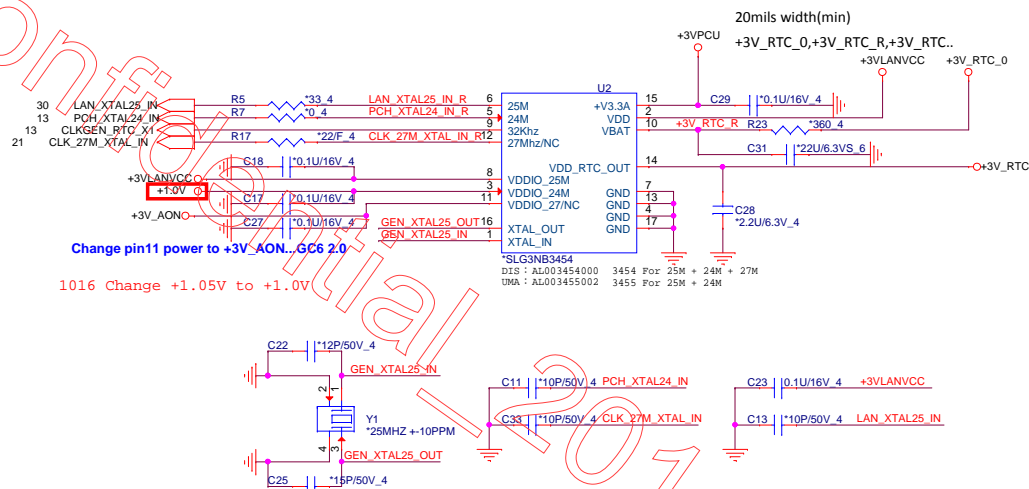 20mils width(min)
+3V_RTC_0,+3V_RTC_R,+3V_RTC..
+3VPCU
+3VLANVCC
+3V_RTC_0
U2
30 LAN_XTAL25_IN R5 *33_4 LAN_XTAL25_IN_R 6 25M
13 PCH_XTAL24_IN R7 *0_4 PCH_XTAL24_IN_R 5 24M
13 CLKGEN_RTC_X1 9 32Khz
21 CLK_27M_XTAL_IN R17 *22/F_4 CLK_27M_XTAL_IN_R 12 27Mhz/NC
+V3.3A 15 C29 *0.1U/16V_4
VDD 2
VBAT 10 +3V_RTC_R R23 *360_4
C31 *22U/6.3VS_6
C18 *0.1U/16V_4
VDD_RTC_OUT 14 +3V_RTC
+3VLANVCC 8 VDDIO_25M
+1.0V 3 VDDIO_24M
C17 *0.1U/16V_4 11 VDDIO_27/NC
+3V_AON
C27 *0.1U/16V_4
GND 7
GND 13
GND 4
GND 17
C28
*2.2U/6.3V_4
GEN_XTAL25_OUT 16 XTAL_OUT
GEN_XTAL25_IN 1 XTAL_IN
Change pin11 power to +3V_AON...GC6 2.0
*SLG3NB3454
DIS : AL003454000 3454 For 25M + 24M + 27M
UMA : AL003455002 3455 For 25M + 24M
1016 Change +1.05V to +1.0V
C22 *12P/50V_4
GEN_XTAL25_IN
2 1
Y1
*25MHZ +-10PPM
4 3
GEN_XTAL25_OUT
C25 *15P/50V_4
C11 *10P/50V_4 PCH_XTAL24_IN
C33 *10P/50V_4 CLK_27M_XTAL_IN
C23 0.1U/16V_4 +3VLANVCC
C13 *10P/50V_4 LAN_XTAL25_IN